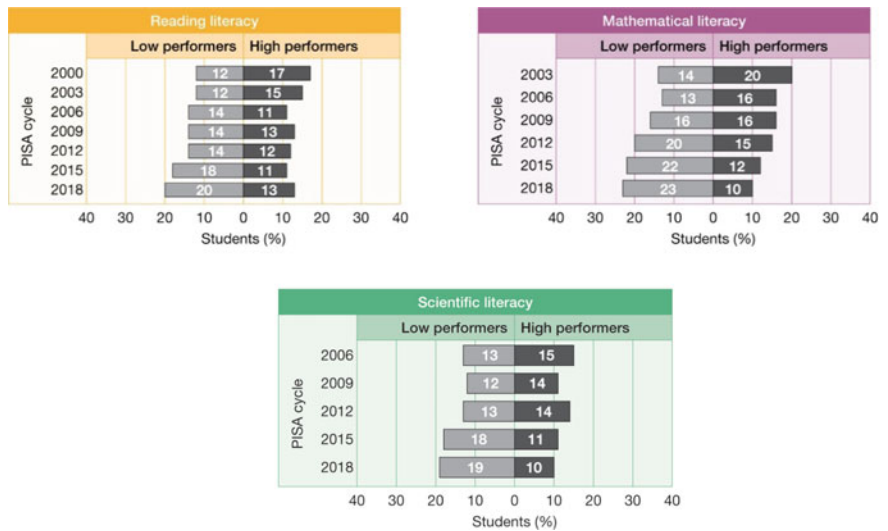 Reading literacy
Low performers High performers
PISA cycle
2000 12 17
2003 12 15
2006 14 11
2009 14 13
2012 14 12
2015 18 11
2018 20 13
40 30 20 10 0 10 20 30 40
Students (%)
Mathematical literacy
Low performers High performers
PISA cycle
2003 14 20
2006 13 16
2009 16 16
2012 20 15
2015 22 12
2018 23 10
40 30 20 10 0 10 20 30 40
Students (%)
Scientific literacy
Low performers High performers
PISA cycle
2006 13 15
2009 12 14
2012 13 14
2015 18 11
2018 19 10
40 30 20 10 0 10 20 30 40
Students (%)